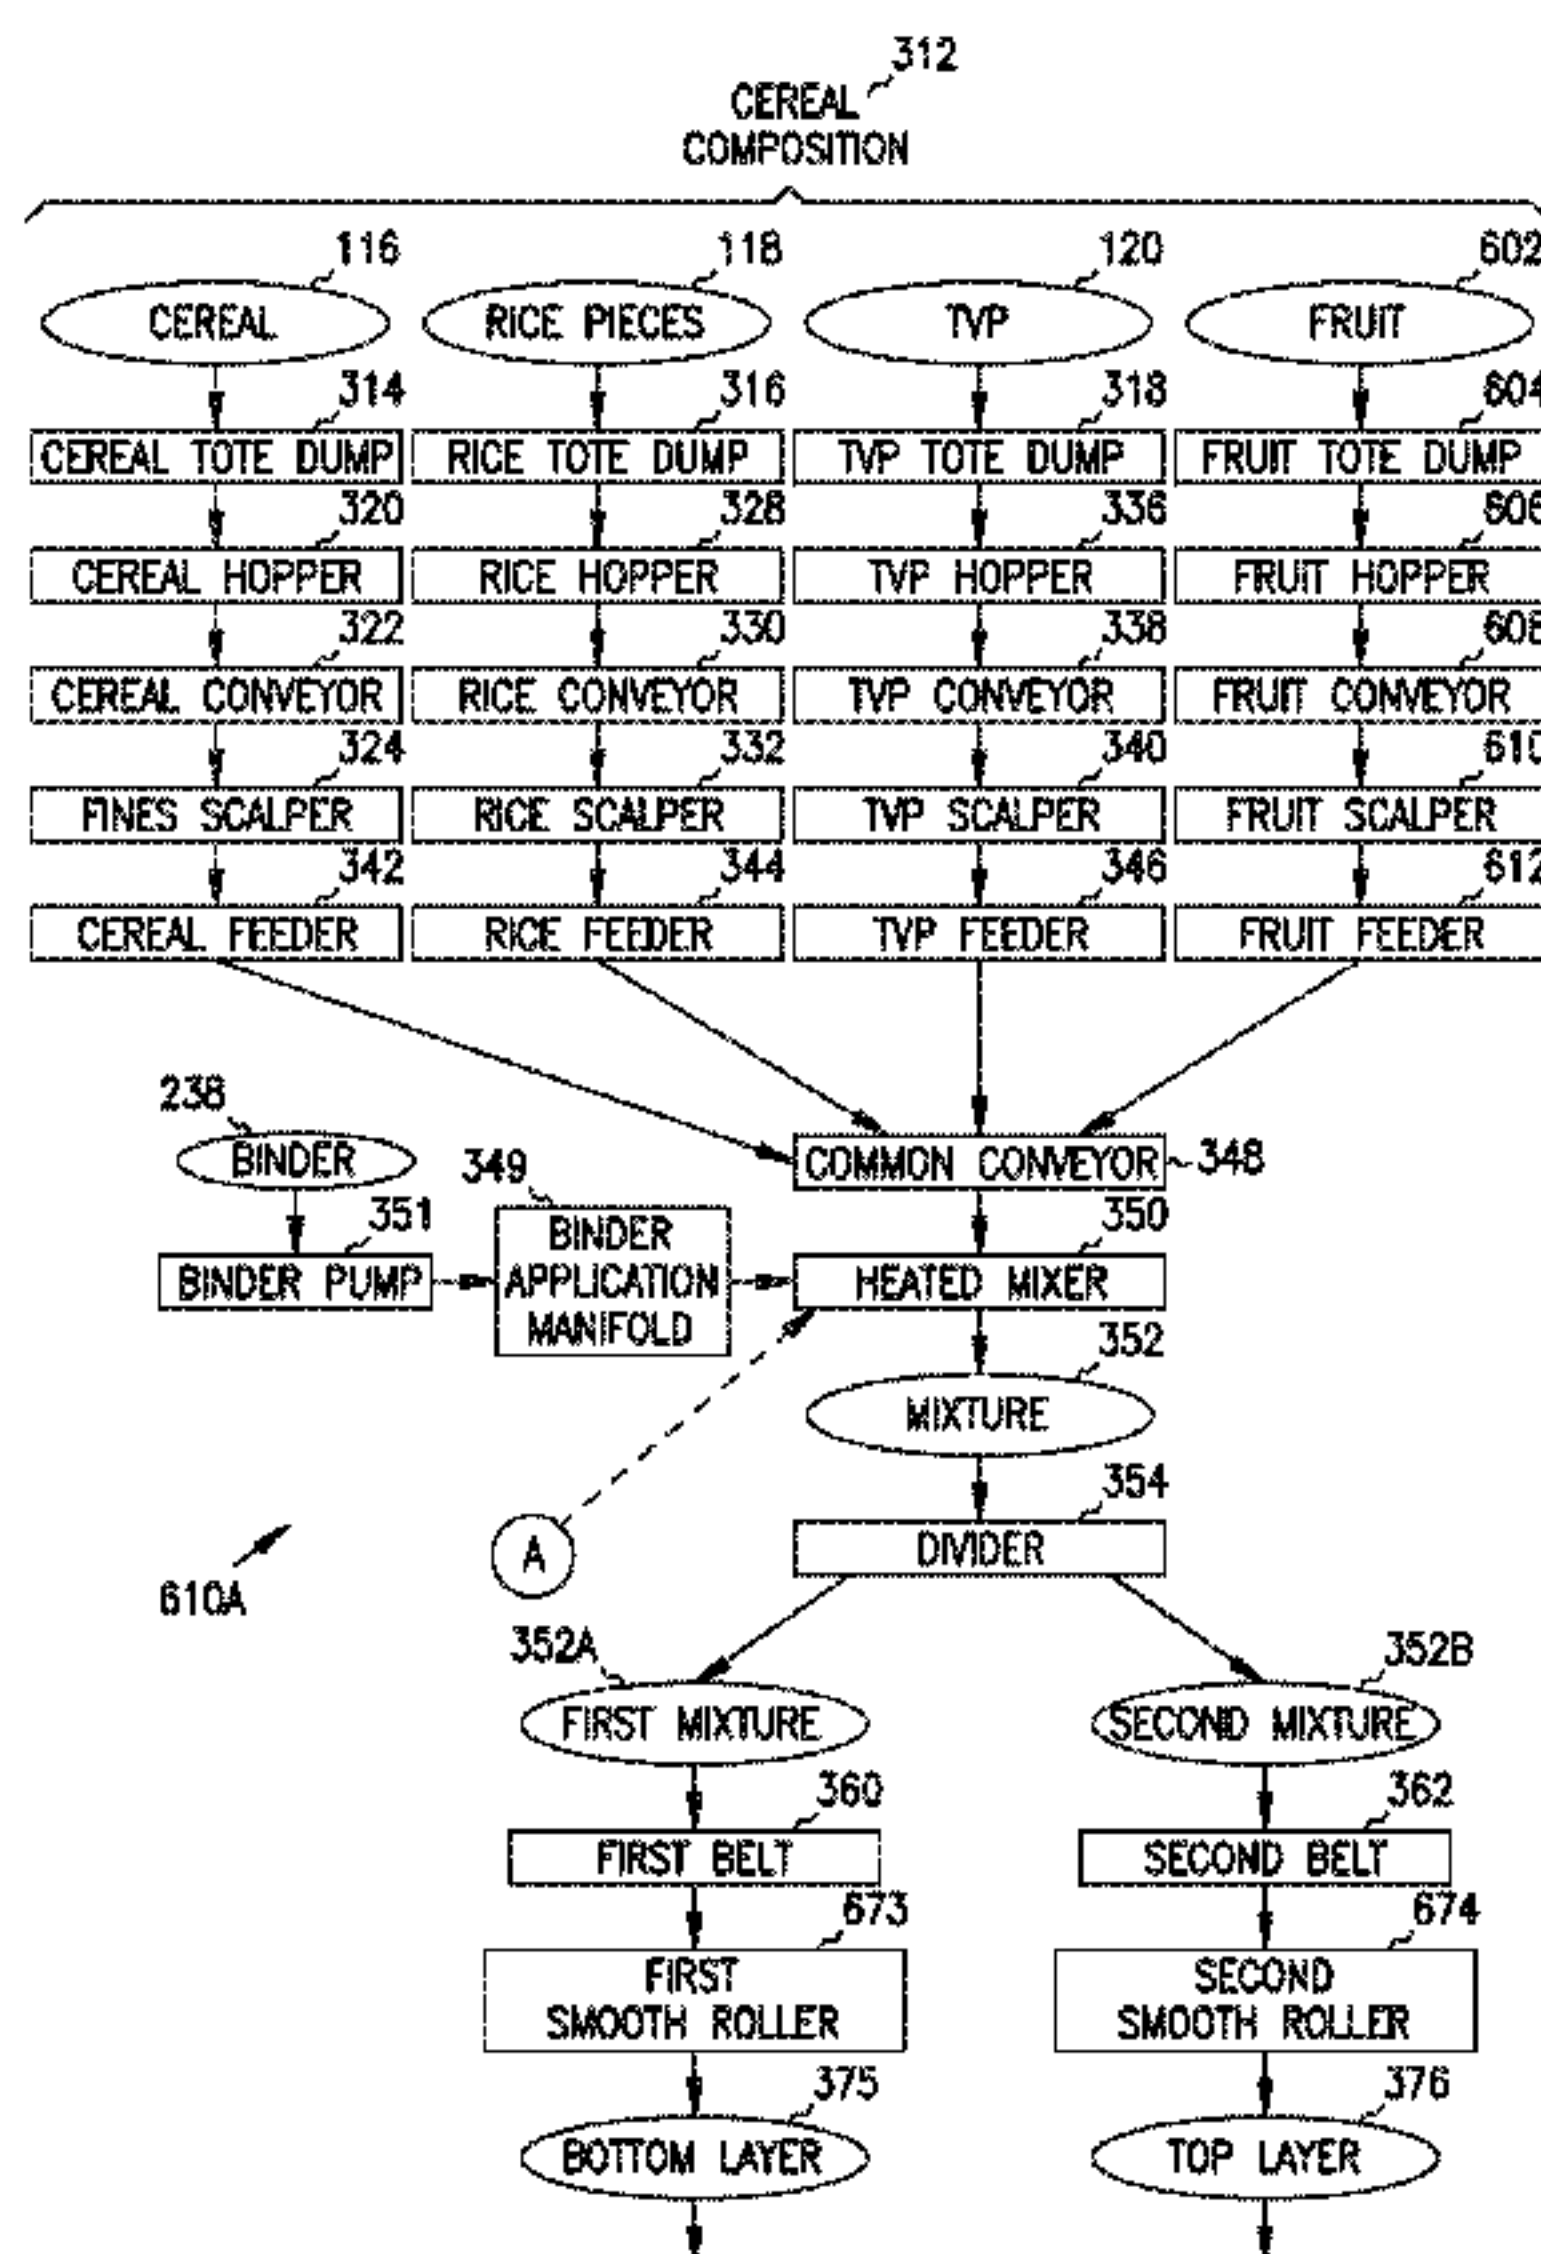 312
CEREAL
COMPOSITION
116 118 120 602
CEREAL RICE PIECES TVP FRUIT
314 316 318 604
CEREAL TOTE DUMP RICE TOTE DUMP TVP TOTE DUMP FRUIT TOTE DUMP
320 328 336 606
CEREAL HOPPER RICE HOPPER TVP HOPPER FRUIT HOPPER
322 330 338 608
CEREAL CONVEYOR RICE CONVEYOR TVP CONVEYOR FRUIT CONVEYOR
324 332 340 610
FINES SCALPER RICE SCALPER TVP SCALPER FRUIT SCALPER
342 344 346 612
CEREAL FEEDER RICE FEEDER TVP FEEDER FRUIT FEEDER
238
BINDER
349
COMMON CONVEYOR 348
351
350
BINDER PUMP
BINDER
APPLICATION
MANIFOLD
HEATED MIXER
352
MIXTURE
354
A
DIVIDER
610A
352A 352B
FIRST MIXTURE SECOND MIXTURE
360 362
FIRST BELT SECOND BELT
673 674
FIRST SECOND
SMOOTH ROLLER SMOOTH ROLLER
375 376
BOTTOM LAYER TOP LAYER